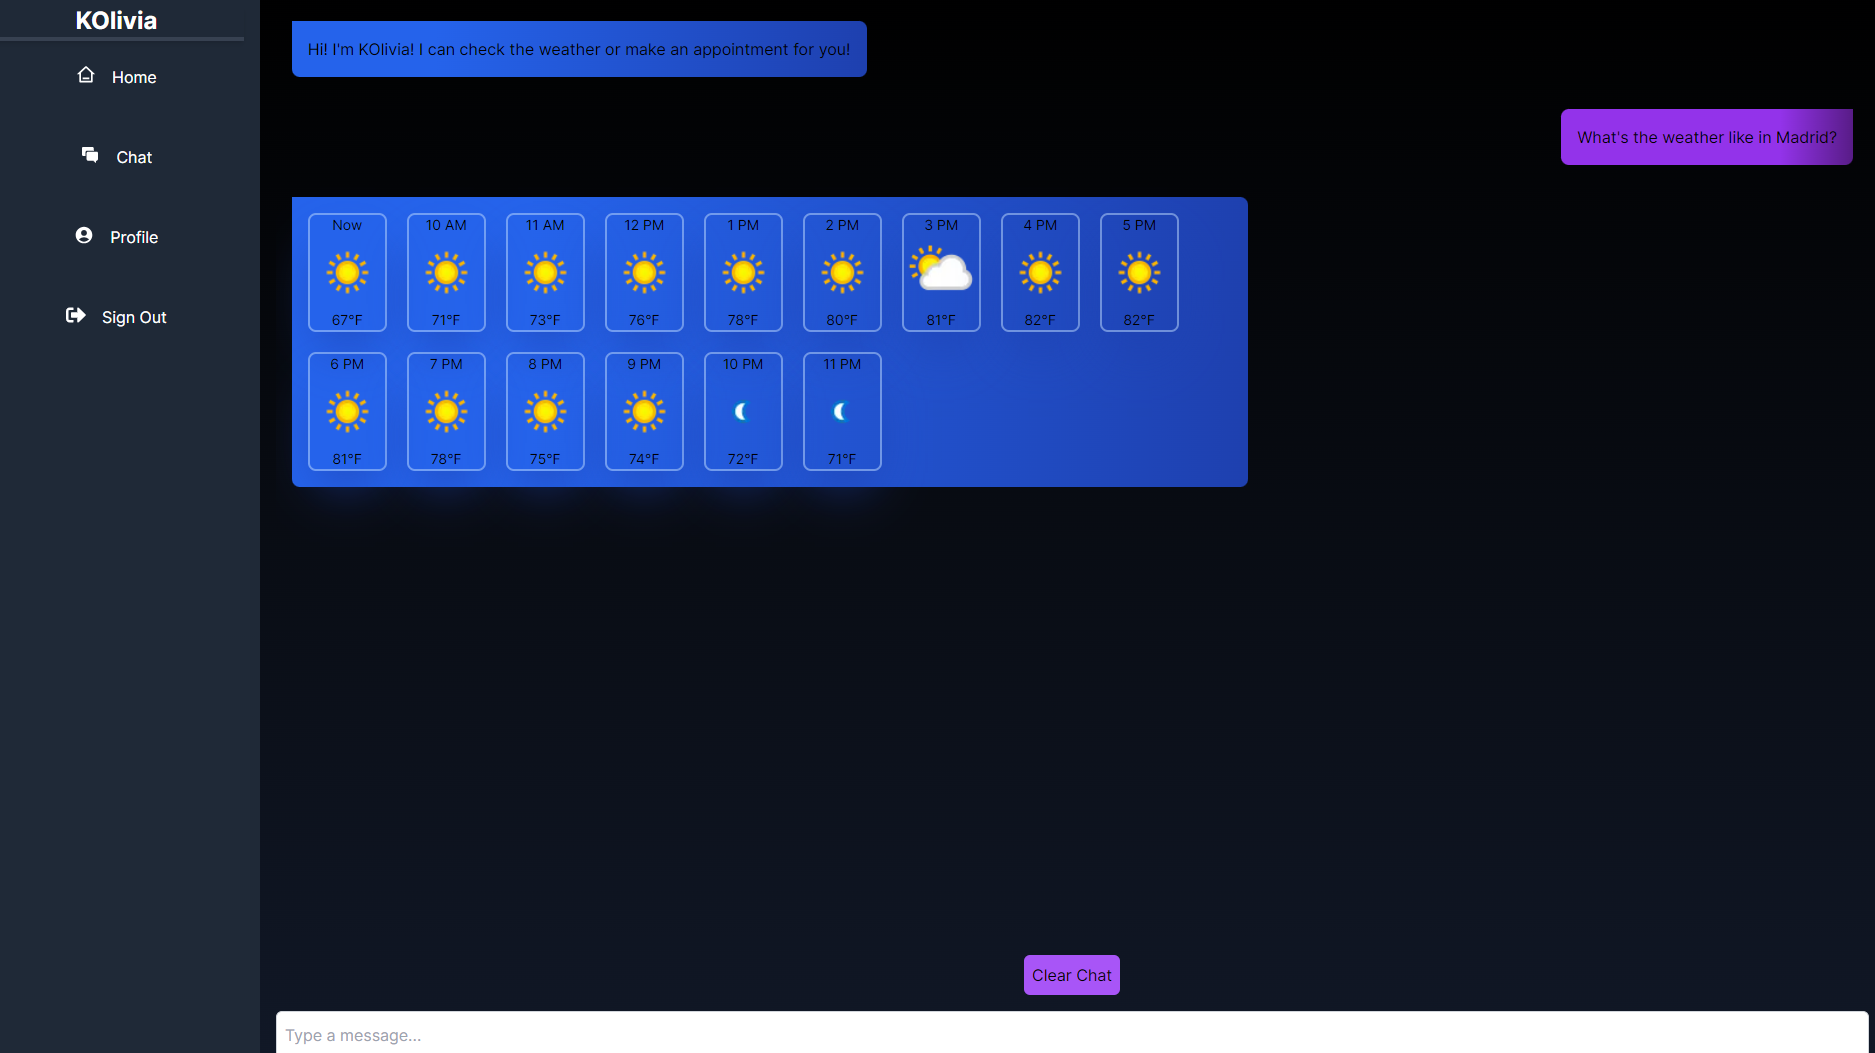 KOlivia
Home
Chat
Profile
Sign Out
Hi! I'm KOlivia! I can check the weather or make an appointment for you!
What's the weather like in Madrid?
Now 10 AM 11 AM 12 PM 1 PM 2 PM 3 PM 4 PM 5 PM
67°F 71°F 73°F 76°F 78°F 80°F 81°F 82°F 82°F
6 PM 7 PM 8 PM 9 PM 10 PM 11 PM
81°F 78°F 75°F 74°F 72°F 71°F
Clear Chat
Type a message...